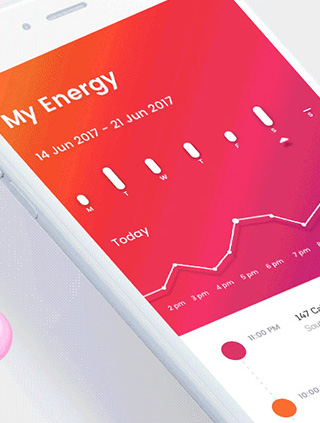 My Energy
14 Jun 2017 – 21 Jun 2017
M T W T F S S
Today
2 pm 3 pm 4 pm 5 pm 6 pm 7 pm
11:00 PM 147
10:00